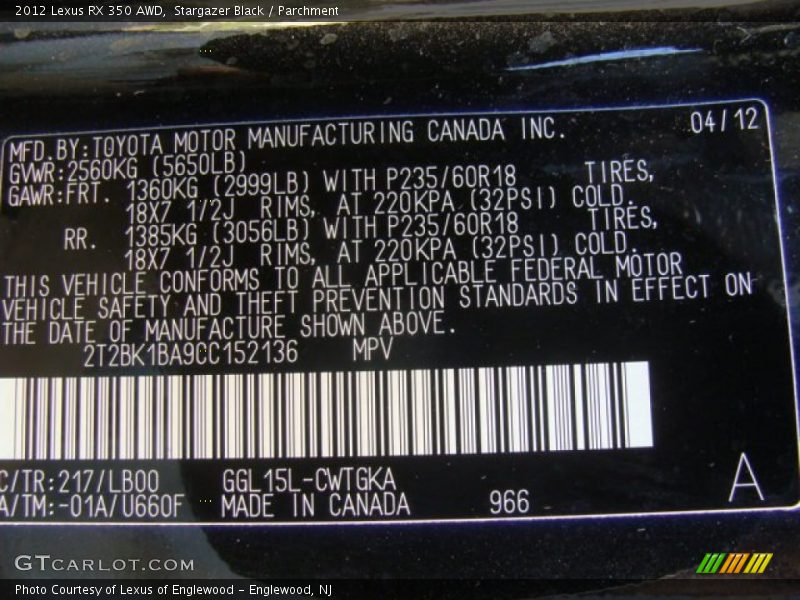 2012 Lexus RX 350 AWD, Stargazer Black / Parchment
04/12
MFD.BY:TOYOTA MOTOR MANUFACTURING CANADA INC.
GVWR:2560KG (5650LB)
GAWR:FRT. 1360KG (2999LB) WITH P235/60R18 TIRES,
18X7 1/2J RIMS, AT 220KPA (32PSI) COLD.
RR. 1385KG (3056LB) WITH P235/60R18 TIRES,
18X7 1/2J RIMS, AT 220KPA (32PSI) COLD.
THIS VEHICLE CONFORMS TO ALL APPLICABLE FEDERAL MOTOR
VEHICLE SAFETY AND THEFT PREVENTION STANDARDS IN EFFECT ON
THE DATE OF MANUFACTURE SHOWN ABOVE.
2T2BK1BA9CC152136 MPV
C/TR:217/LB00 GGL15L-CWTGKA
A/TM:-01A/U660F MADE IN CANADA 966
A
GTCARLOT.COM
Photo Courtesy of Lexus of Englewood – Englewood, NJ